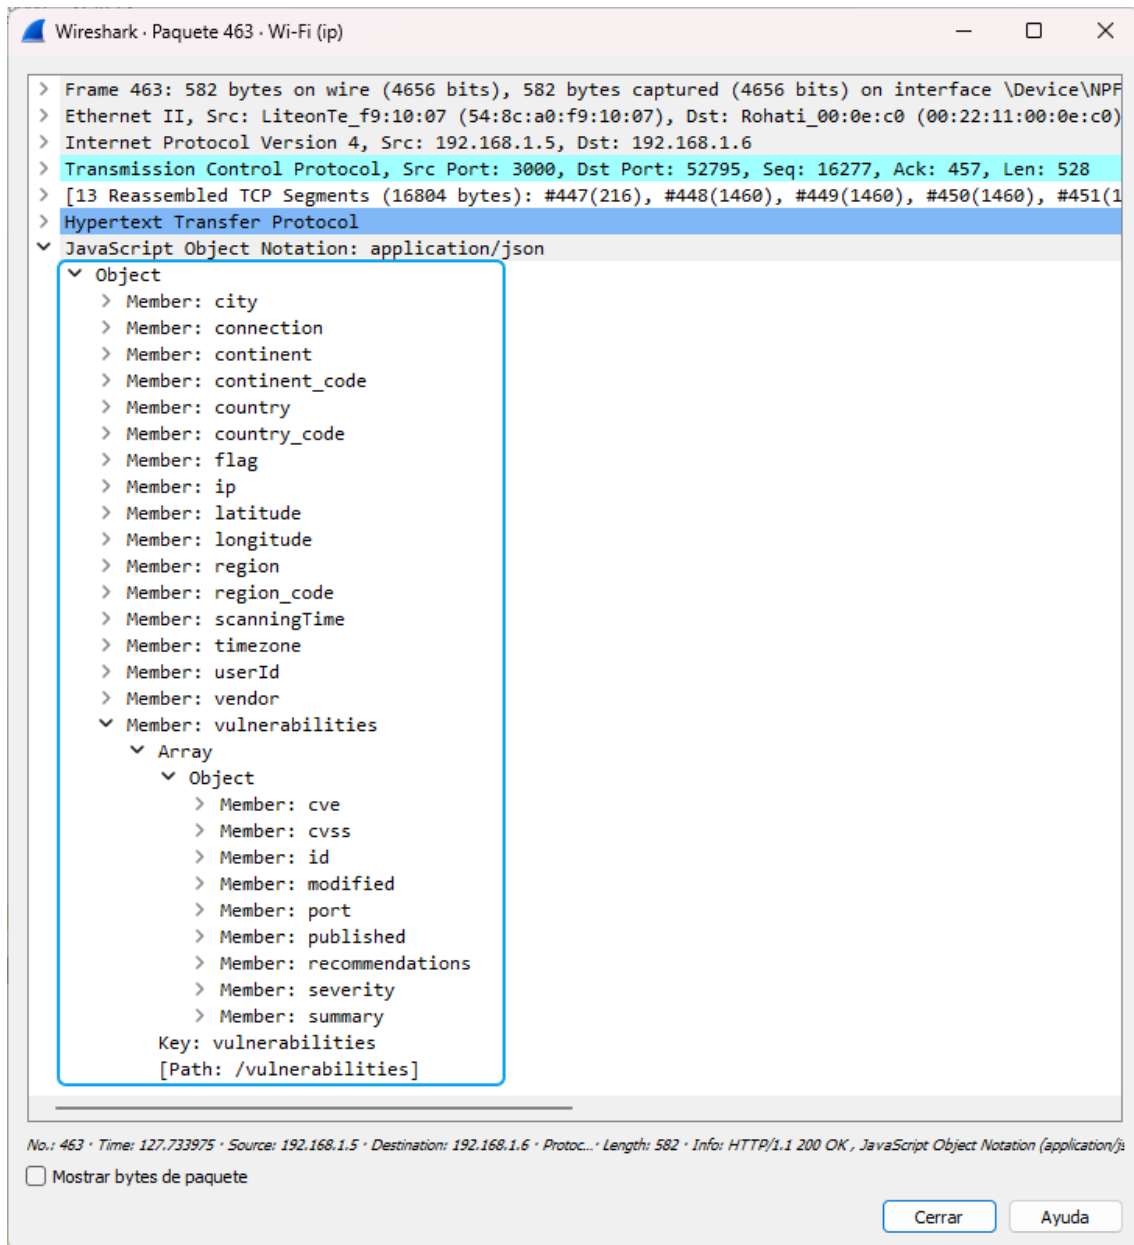 Wireshark · Paquete 463 · Wi-Fi (ip)
Frame 463: 582 bytes on wire (4656 bits), 582 bytes captured (4656 bits) on interface \Device\NPF
Ethernet II, Src: LiteonTe_f9:10:07 (54:8c:a0:f9:10:07), Dst: Rohati_00:0e:c0 (00:22:11:00:0e:c0)
Internet Protocol Version 4, Src: 192.168.1.5, Dst: 192.168.1.6
Transmission Control Protocol, Src Port: 3000, Dst Port: 52795, Seq: 16277, Ack: 457, Len: 528
[13 Reassembled TCP Segments (16804 bytes): #447(216), #448(1460), #449(1460), #450(1460), #451(1
Hypertext Transfer Protocol
JavaScript Object Notation: application/json
Object
Member: city
Member: connection
Member: continent
Member: continent_code
Member: country
Member: country_code
Member: flag
Member: ip
Member: latitude
Member: longitude
Member: region
Member: region_code
Member: scanningTime
Member: timezone
Member: userId
Member: vendor
Member: vulnerabilities
Array
Object
Member: cve
Member: cvss
Member: id
Member: modified
Member: port
Member: published
Member: recommendations
Member: severity
Member: summary
Key: vulnerabilities
[Path: /vulnerabilities]
No.: 463 · Time: 127.733975 · Source: 192.168.1.5 · Destination: 192.168.1.6 · Protoc...· Length: 582 · Info: HTTP/1.1 200 OK , JavaScript Object Notation (application/js
Mostrar bytes de paquete
Cerrar
Ayuda